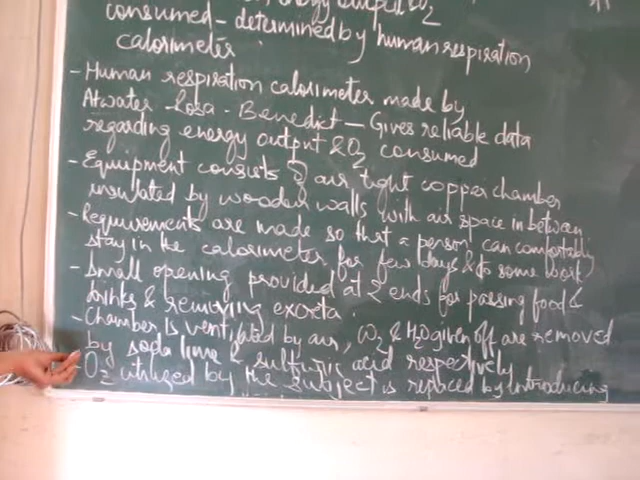 energy output & O2
consumed - determined by human respiration
calorimeter.
- Human respiration calorimeter made by
Atwater - Rosa - Benedict - Gives reliable data
regarding energy output & O2 consumed
- Equipment consists of air tight copper chamber
insulated by wooden walls with air space in between
- Requirements are made so that a person can comfortably
stay in the calorimeter for few days & do some work
- Small opening provided at 2 ends for passing food &
drinks & removing excreta.
- Chamber is ventilated by air, CO2 & H2O given off are removed
by soda lime & sulfuric acid respectively
- O2 utilized by the subject is replaced by introducing